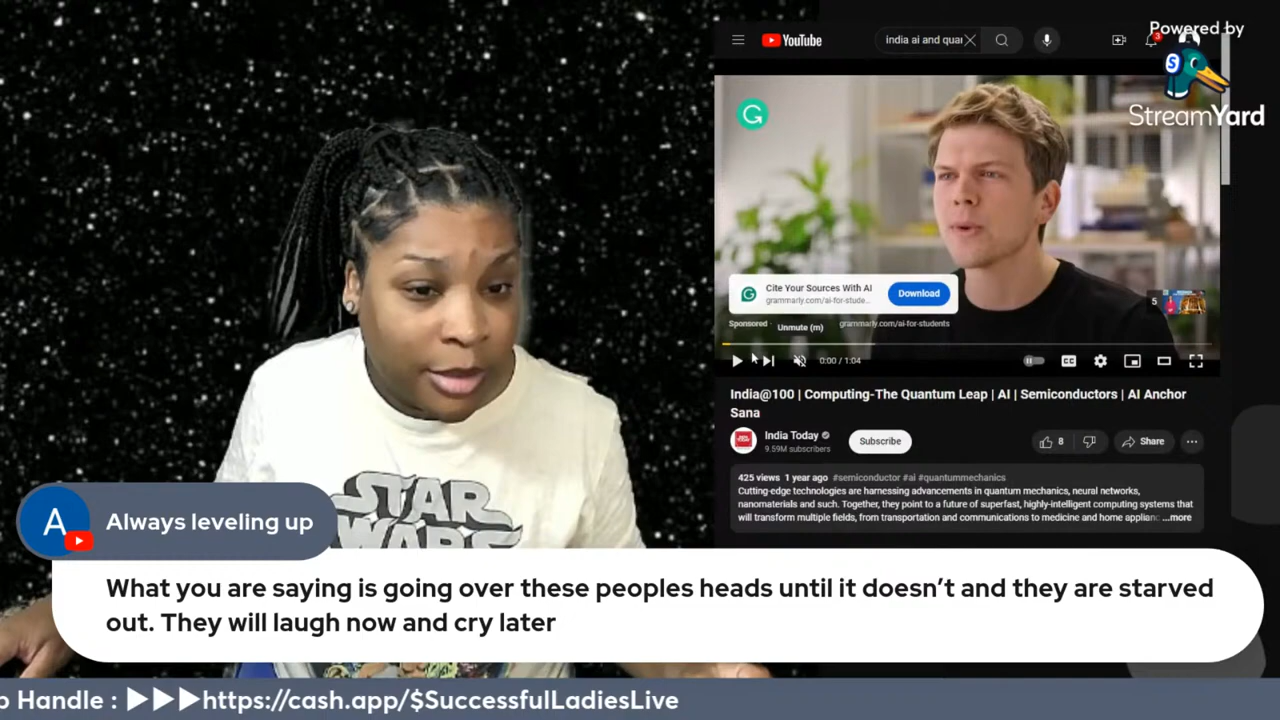 YouTube
india ai and quan
3
Powered by
S
StreamYard
G
Cite Your Sources With AI
grammarly.com/ai-for-stude...
Download
Sponsored
Unmute (m)
grammarly.com/ai-for-students
5
0:00 / 1:04
CC
India@100 | Computing-The Quantum Leap | AI | Semiconductors | AI Anchor
Sana
India Today
9.59M subscribers
Subscribe
8
Share
425 views 1 year ago #semiconductor #ai #quantummechanics
Cutting-edge technologies are harnessing advancements in quantum mechanics, neural networks,
nanomaterials and such. Together, they point to a future of superfast, highly-intelligent computing systems that
will transform multiple fields, from transportation and communications to medicine and home applianc ...more
STAR
WARS
A
Always leveling up
What you are saying is going over these peoples heads until it doesn’t and they are starved
out. They will laugh now and cry later
p Handle : ▶▶▶https://cash.app/$SuccessfulLadiesLive